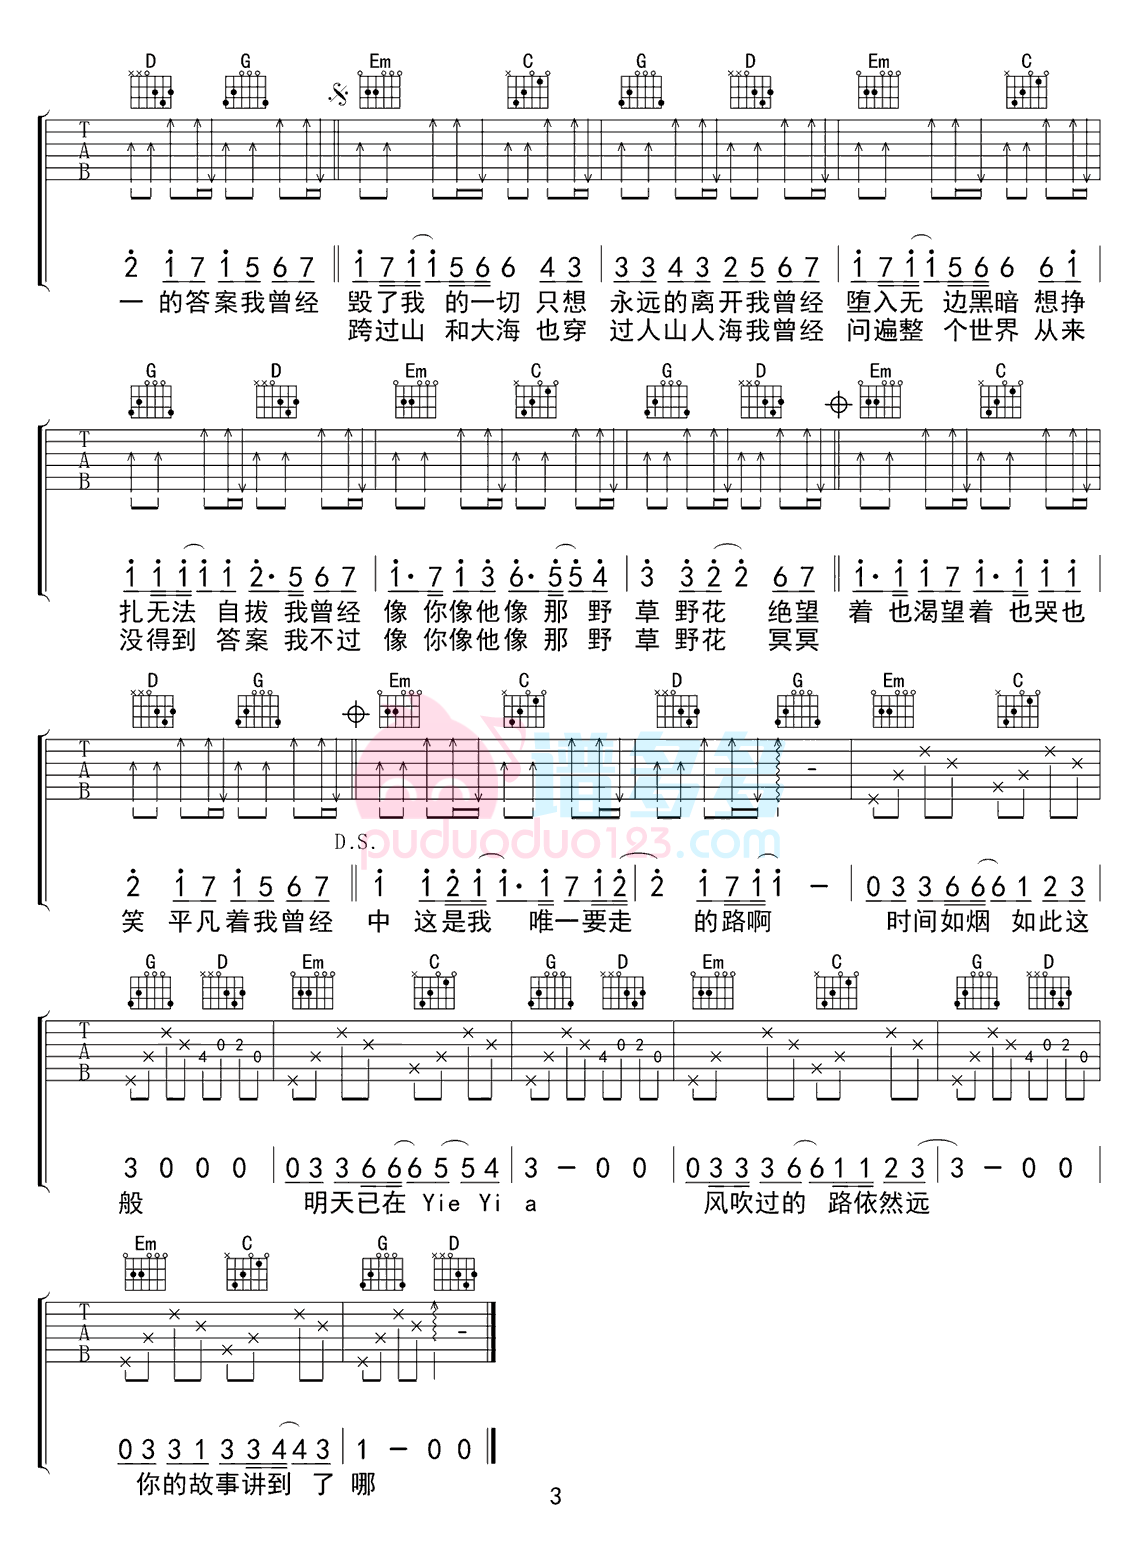 D G Em C G D Em C
T A B
2 1 7 1 5 6 7 1 7 1 1 5 6 6 4 3 3 3 4 3 2 5 6 7 1 7 1 1 5 6 6 6 1
一 的答案我曾经 毁了我 的一切 只想 永远的离开我曾经 堕入无 边黑暗 想挣
跨过山 和大海 也穿 过人山人海我曾经 问遍整 个世界 从来
G D Em C G D Em C
T A B
1 1 1 1 1 2· 5 6 7 1· 7 1 3 6· 5 5 4 3 3 2 2 6 7 1· 1 1 7 1· 1 1 1
扎无法 自拔 我曾经 像 你像他像 那 野 草 野花 绝望 着 也渴望着 也哭也
没得到 答案 我不过 像 你像他像 那 野 草 野花 冥冥
D G Em C D G Em C
T A B
D.S.
谱多多
puduoduo123.com
2 1 7 1 5 6 7 1 1 2 1 1· 1 7 1 2 2 1 7 1 1 – 0 3 3 6 6 6 1 2 3
笑 平凡着我曾经 中 这是我 唯一要走 的路啊 时间如烟 如此这
G D Em C G D Em C G D
T A B 4 0 2 0 4 0 2 0 4 0 2 0
3 0 0 0 0 3 3 6 6 6 5 5 4 3 – 0 0 0 3 3 3 6 6 1 1 2 3 3 – 0 0
般 明天已在 Yie Yi a 风吹过的 路依然远
Em C G D
T A B
0 3 3 1 3 3 4 4 3 1 – 0 0
你的故事讲到 了 哪
3